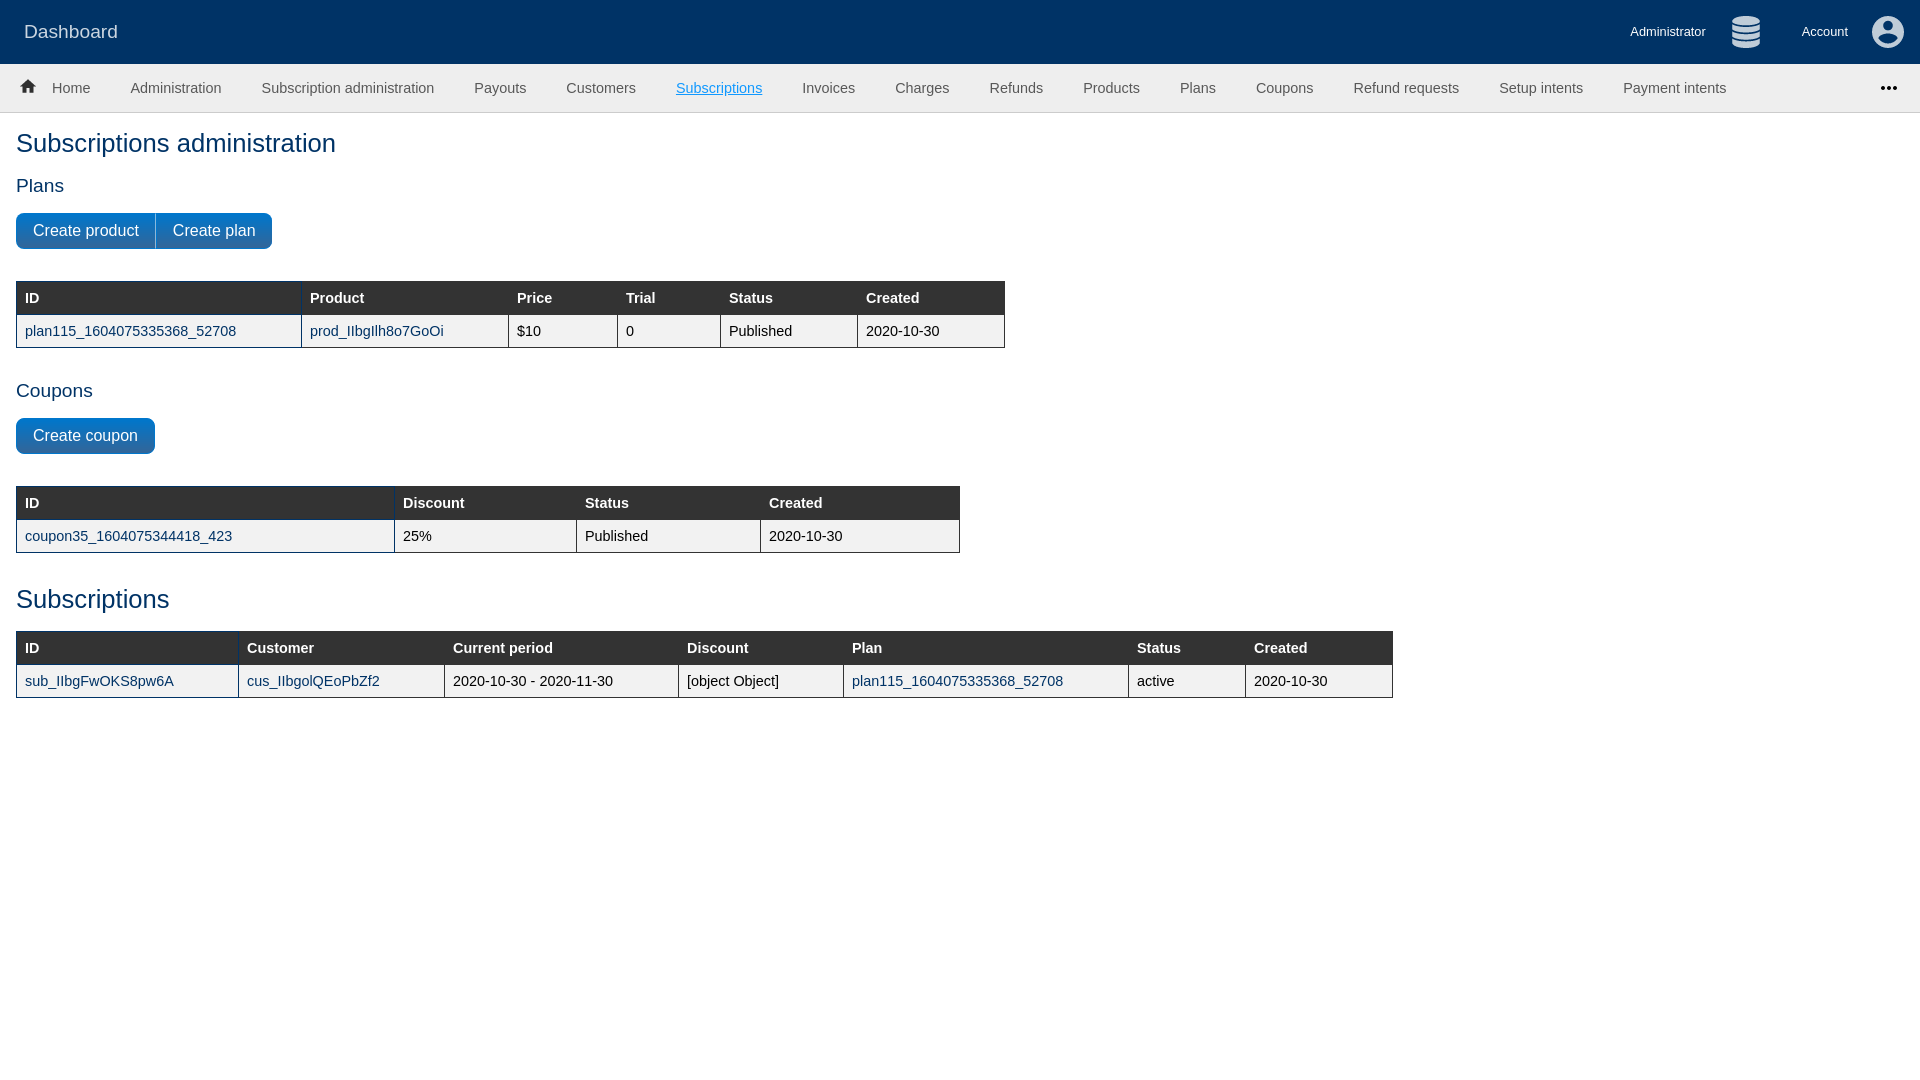 Dashboard Administrator Account
Home Administration Subscription administration Payouts Customers Subscriptions Invoices Charges Refunds Products Plans Coupons Refund requests Setup intents Payment intents
Subscriptions administration
Plans
Create product Create plan
ID Product Price Trial Status Created
plan115_1604075335368_52708 prod_IIbgIlh8o7GoOi $10 0 Published 2020-10-30
Coupons
Create coupon
ID Discount Status Created
coupon35_1604075344418_423 25% Published 2020-10-30
Subscriptions
ID Customer Current period Discount Plan Status Created
sub_IIbgFwOKS8pw6A cus_IIbgolQEoPbZf2 2020-10-30 - 2020-11-30 [object Object] plan115_1604075335368_52708 active 2020-10-30